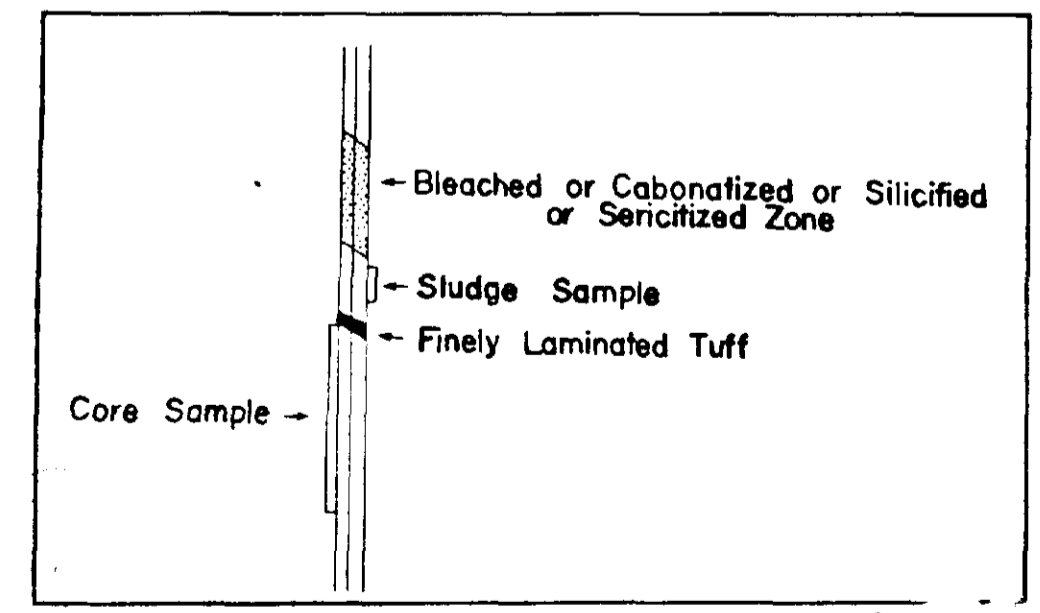 Bleached or Cabonatized or Silicified
or Sericitized Zone
Sludge Sample
Finely Laminated Tuff
Core Sample